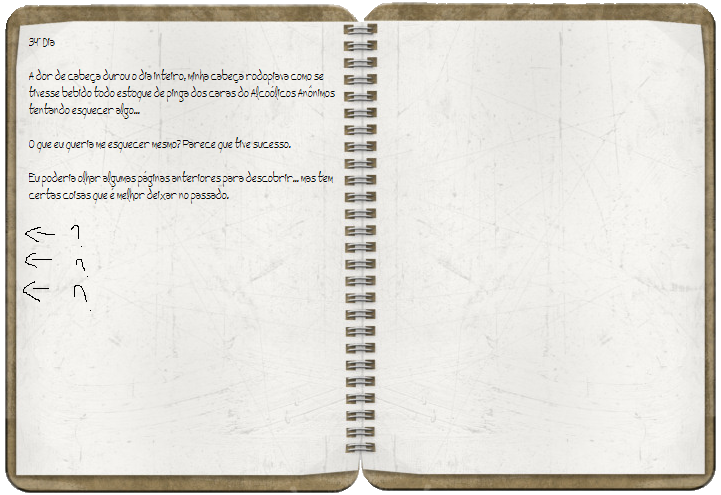 34° Dia
A dor de cabeça durou o dia inteiro, minha cabeça rodopiava como se
tivesse bebido todo estoque de pinga dos caras do Alcoólicos Anónimos
tentando esquecer algo...
O que eu queria me esquecer mesmo? Parece que tive sucesso.
Eu poderia olhar algumas páginas anteriores para descobrir... mas tem
certas coisas que é melhor deixar no passado.
← ?
← ?
← ?